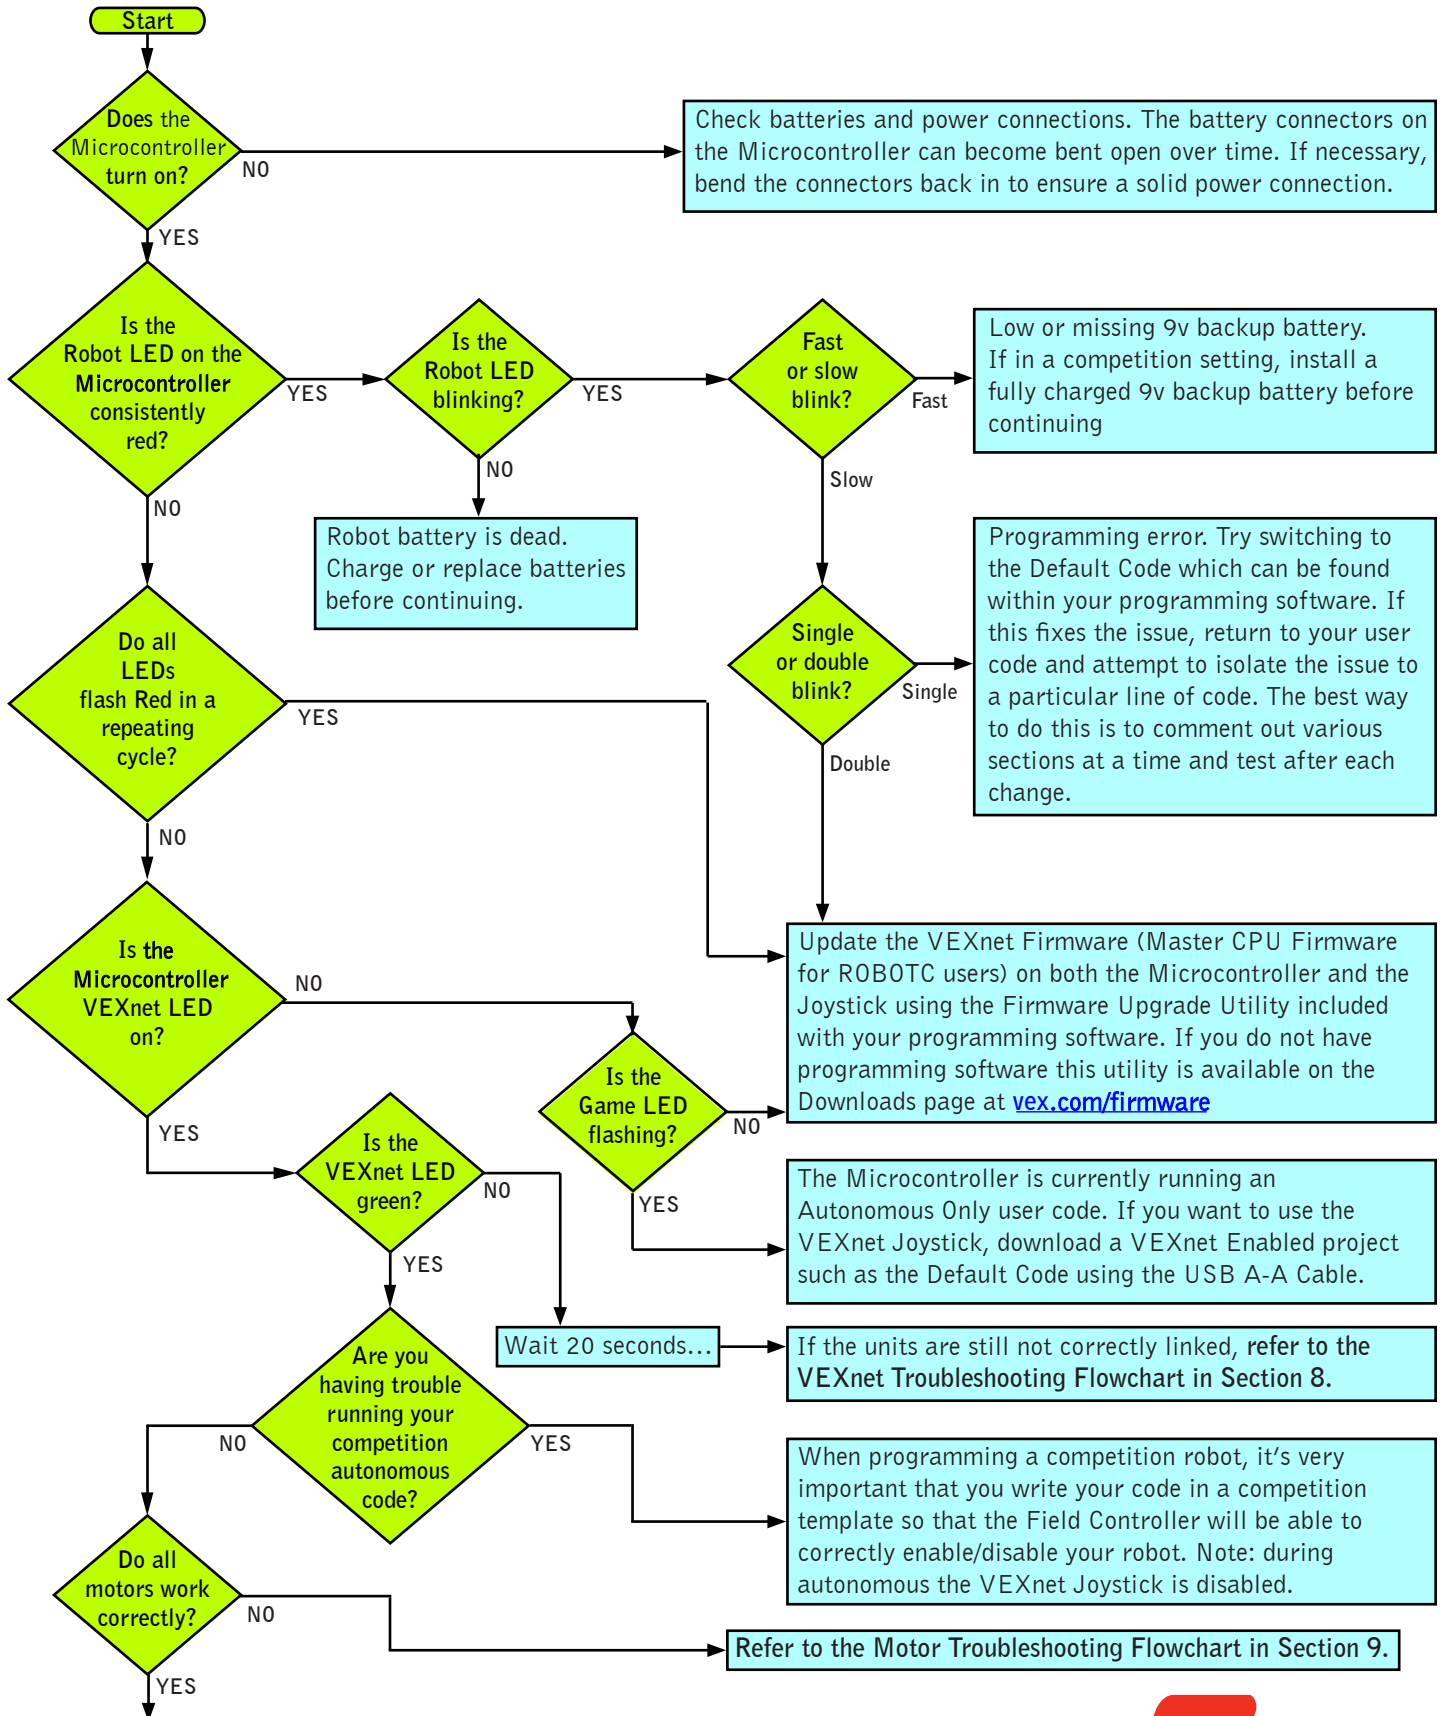 Start
Does the
Microcontroller
turn on?
NO
Check batteries and power connections. The battery connectors on
the Microcontroller can become bent open over time. If necessary,
bend the connectors back in to ensure a solid power connection.
YES
Is the
Robot LED on the
Microcontroller
consistently
red?
YES
Is the
Robot LED
blinking?
YES
Fast
or slow
blink?
Fast
Low or missing 9v backup battery.
If in a competition setting, install a
fully charged 9v backup battery before
continuing
NO
Robot battery is dead.
Charge or replace batteries
before continuing.
Slow
Single
or double
blink?
Single
Programming error. Try switching to
the Default Code which can be found
within your programming software. If
this fixes the issue, return to your user
code and attempt to isolate the issue to
a particular line of code. The best way
to do this is to comment out various
sections at a time and test after each
change.
Double
NO
Do all
LEDs
flash Red in a
repeating
cycle?
YES
NO
Update the VEXnet Firmware (Master CPU Firmware
for ROBOTC users) on both the Microcontroller and the
Joystick using the Firmware Upgrade Utility included
with your programming software. If you do not have
programming software this utility is available on the
Downloads page at vex.com/firmware
Is the
Microcontroller
VEXnet LED
on?
NO
Is the
Game LED
flashing?
NO
YES
The Microcontroller is currently running an
Autonomous Only user code. If you want to use the
VEXnet Joystick, download a VEXnet Enabled project
such as the Default Code using the USB A-A Cable.
YES
Is the
VEXnet LED
green?
NO
Wait 20 seconds...
If the units are still not correctly linked, refer to the
VEXnet Troubleshooting Flowchart in Section 8.
YES
Are you
having trouble
running your
competition
autonomous
code?
YES
When programming a competition robot, it's very
important that you write your code in a competition
template so that the Field Controller will be able to
correctly enable/disable your robot. Note: during
autonomous the VEXnet Joystick is disabled.
NO
Do all
motors work
correctly?
NO
Refer to the Motor Troubleshooting Flowchart in Section 9.
YES